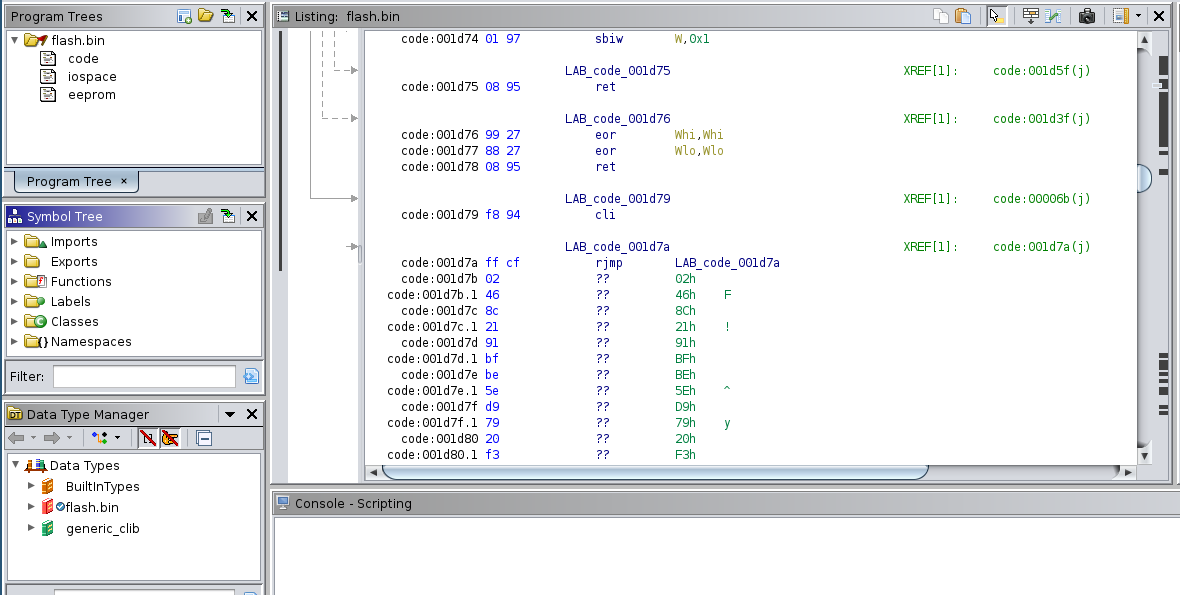 Program Trees
flash.bin
code
iospace
eeprom
Program Tree ×
Symbol Tree
Imports
Exports
Functions
Labels
Classes
Namespaces
Filter:
Data Type Manager
Data Types
BuiltInTypes
flash.bin
generic_clib
Listing: flash.bin
code:001d74 01 97 sbiw W,0x1
LAB_code_001d75 XREF[1]: code:001d5f(j)
code:001d75 08 95 ret
LAB_code_001d76 XREF[1]: code:001d3f(j)
code:001d76 99 27 eor Whi,Whi
code:001d77 88 27 eor Wlo,Wlo
code:001d78 08 95 ret
LAB_code_001d79 XREF[1]: code:00006b(j)
code:001d79 f8 94 cli
LAB_code_001d7a XREF[1]: code:001d7a(j)
code:001d7a ff cf rjmp LAB_code_001d7a
code:001d7b 02 ?? 02h
code:001d7b.1 46 ?? 46h F
code:001d7c 8c ?? 8Ch
code:001d7c.1 21 ?? 21h !
code:001d7d 91 ?? 91h
code:001d7d.1 bf ?? BFh
code:001d7e be ?? BEh
code:001d7e.1 5e ?? 5Eh ^
code:001d7f d9 ?? D9h
code:001d7f.1 79 ?? 79h y
code:001d80 20 ?? 20h
code:001d80.1 f3 ?? F3h
Console - Scripting